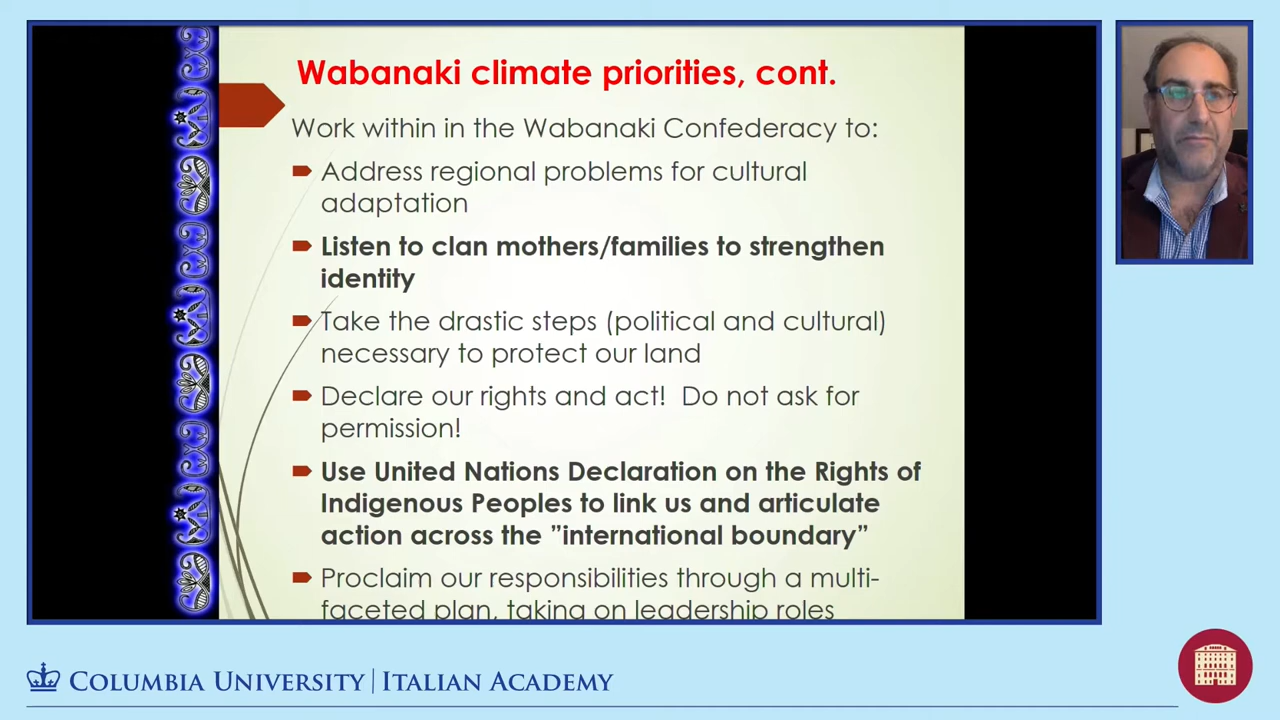 Wabanaki climate priorities, cont.
Work within in the Wabanaki Confederacy to:
Address regional problems for cultural
adaptation
Listen to clan mothers/families to strengthen
identity
Take the drastic steps (political and cultural)
necessary to protect our land
Declare our rights and act!  Do not ask for
permission!
Use United Nations Declaration on the Rights of
Indigenous Peoples to link us and articulate
action across the ”international boundary”
Proclaim our responsibilities through a multi-
faceted plan, taking on leadership roles
COLUMBIA UNIVERSITY | ITALIAN ACADEMY